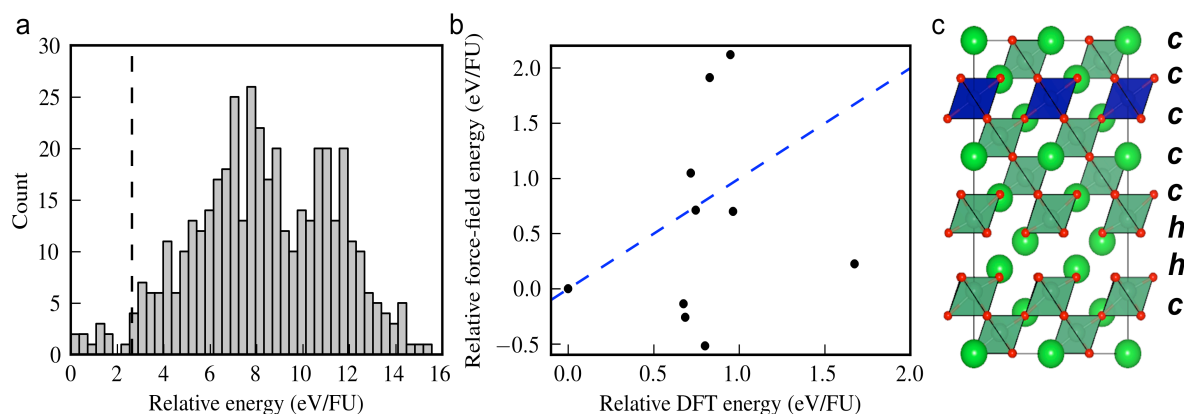 a
Count
30
25
20
15
10
5
0
0 2 4 6 8 10 12 14 16
Relative energy (eV/FU)
b
Relative force-field energy (eV/FU)
2.0
1.5
1.0
0.5
0.0
−0.5
0.0 0.5 1.0 1.5 2.0
Relative DFT energy (eV/FU)
c
c
c
c
c
c
h
h
c